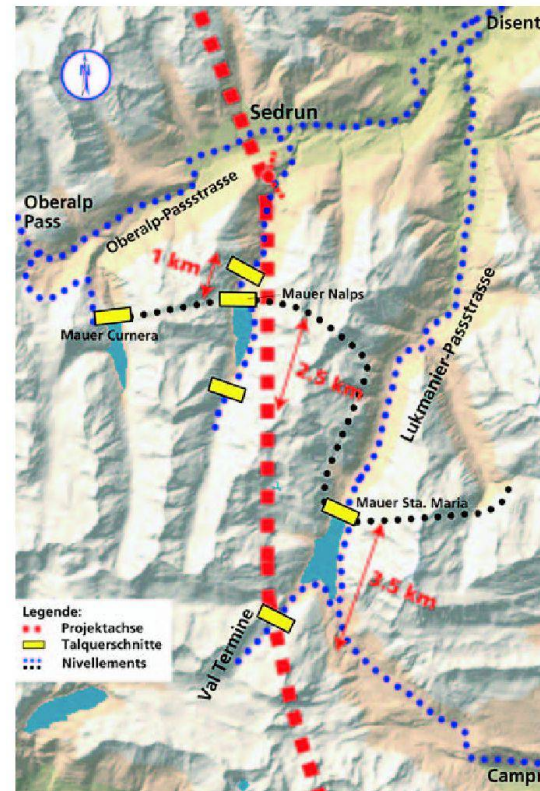 Disent
Sedrun
Oberalp
Pass
Oberalp-Passstrasse
1 km
Mauer Nalps
Mauer Curnera
2.5 km
Lukmanier-Passstrasse
Mauer Sta. Maria
3.5 km
Val Termine
Legende:
Projektachse
Talquerschnitte
Nivellements
Campr